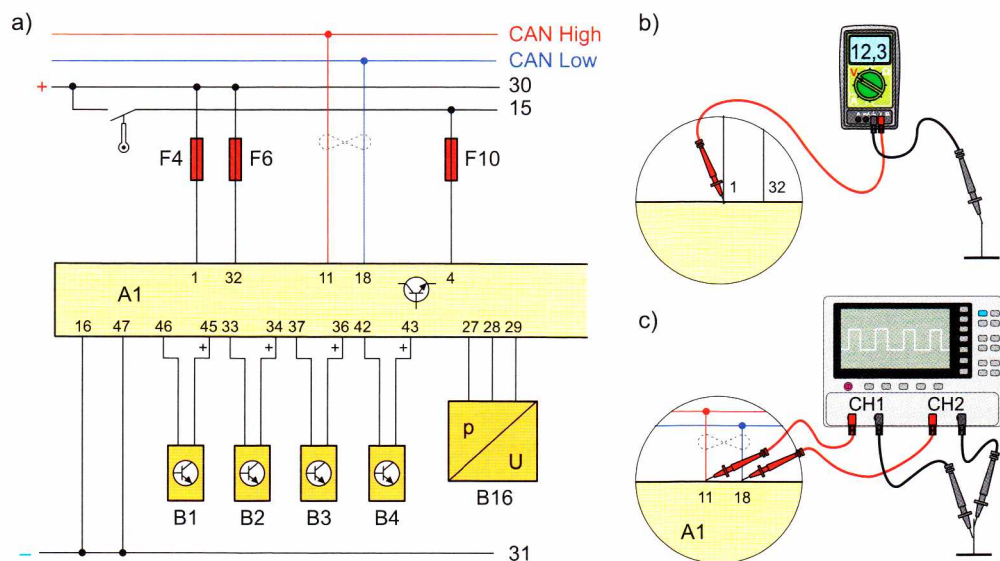 a)
CAN High
CAN Low
+ 30
15
F4 F6 F10
1 32 11 18 4
A1
16 47 46 45 33 34 37 36 42 43 27 28 29
+ + + +
p
U
B1 B2 B3 B4 B16
– 31
b)
12,3
V
1 32
c)
CH1 CH2
11 18
A1